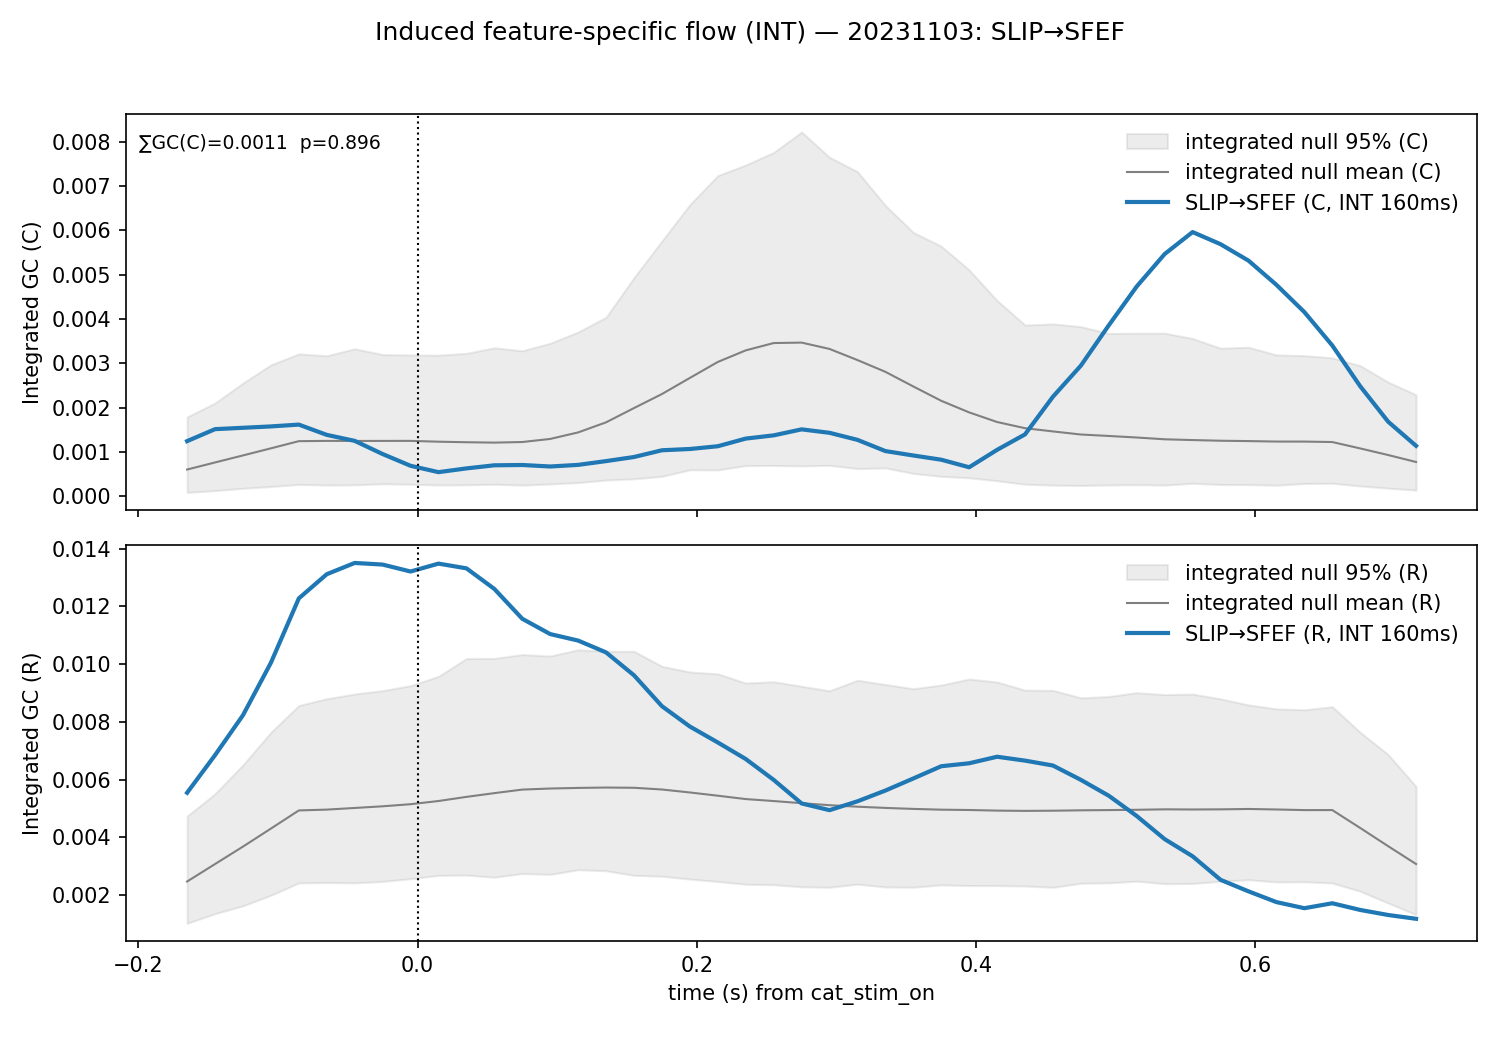 Induced feature-specific flow (INT) — 20231103: SLIP→SFEF
∑GC(C)=0.0011  p=0.896
integrated null 95% (C)
integrated null mean (C)
SLIP→SFEF (C, INT 160ms)
Integrated GC (C)
0.008
0.007
0.006
0.005
0.004
0.003
0.002
0.001
0.000
integrated null 95% (R)
integrated null mean (R)
SLIP→SFEF (R, INT 160ms)
Integrated GC (R)
0.014
0.012
0.010
0.008
0.006
0.004
0.002
−0.2 0.0 0.2 0.4 0.6
time (s) from cat_stim_on